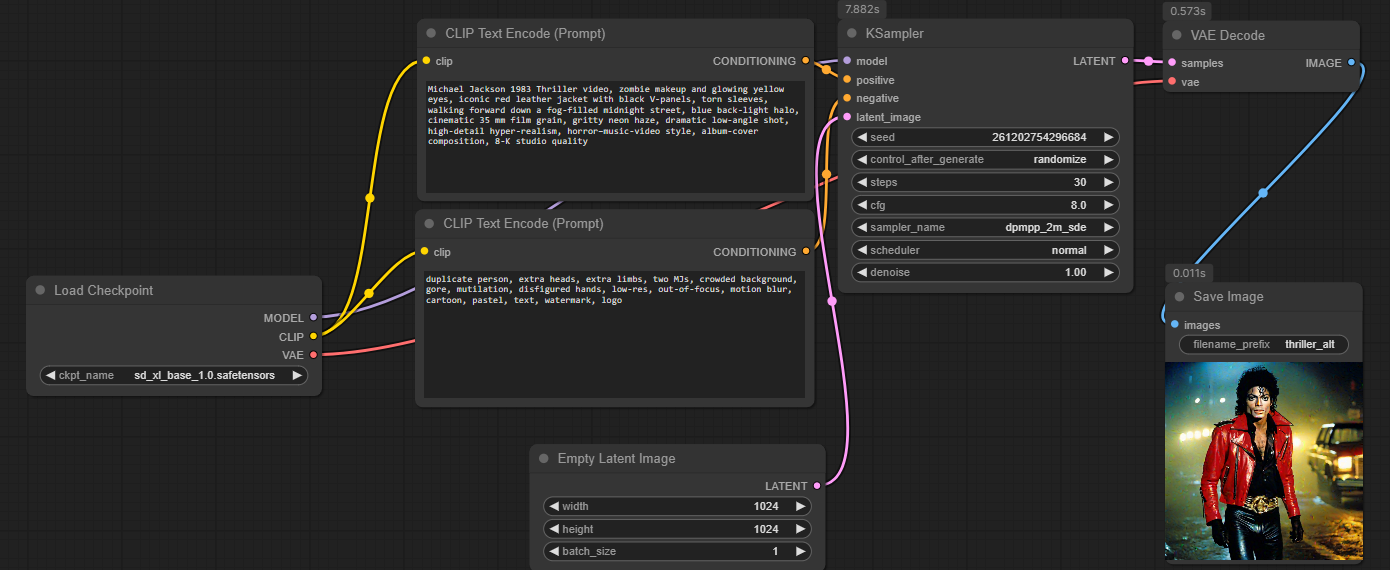 CLIP Text Encode (Prompt)
clip
CONDITIONING
Michael Jackson 1983 Thriller video, zombie makeup and glowing yellow
eyes, iconic red leather jacket with black V-panels, torn sleeves,
walking forward down a fog-filled midnight street, blue back-light halo,
cinematic 35 mm film grain, gritty neon haze, dramatic low-angle shot,
high-detail hyper-realism, horror-music-video style, album-cover
composition, 8-K studio quality
CLIP Text Encode (Prompt)
clip
CONDITIONING
duplicate person, extra heads, extra limbs, two MJs, crowded background,
gore, mutilation, disfigured hands, low-res, out-of-focus, motion blur,
cartoon, pastel, text, watermark, logo
Load Checkpoint
MODEL
CLIP
VAE
ckpt_name sd_xl_base_1.0.safetensors
Empty Latent Image
LATENT
width 1024
height 1024
batch_size 1
7.882s
KSampler
model
LATENT
positive
negative
latent_image
seed 261202754296684
control_after_generate randomize
steps 30
cfg 8.0
sampler_name dpmpp_2m_sde
scheduler normal
denoise 1.00
0.573s
VAE Decode
samples
IMAGE
vae
0.011s
Save Image
images
filename_prefix thriller_alt